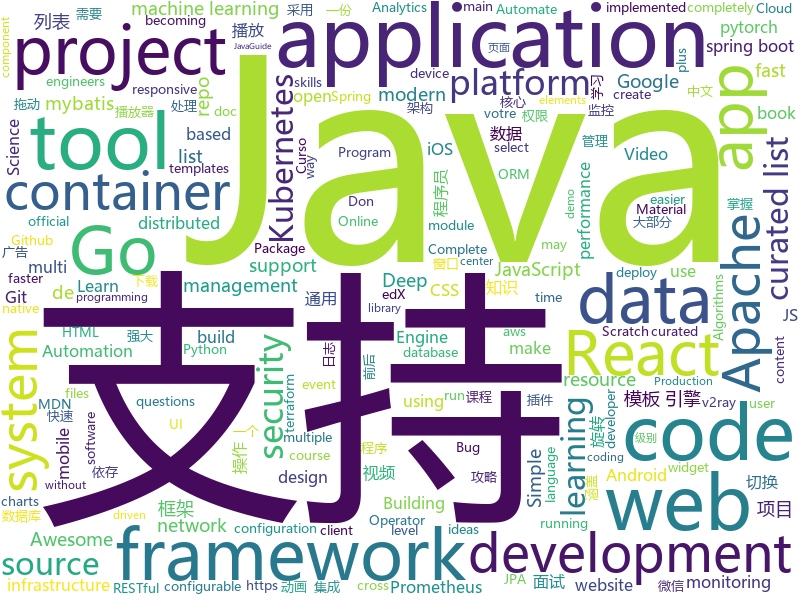 Java
支持
project
application
machine learning
播放
Analytics
Automate
●main
● implemented
completely
Cloud
列表
需要
采用
一份
pytorch
plus
component
engineers
becoming
responsive
Google
modern
spring boot
JavaGuide
页面
拖动
播放器
处理
repo
doc
Spring
skills
device
架构
核心
create
学习
中文
fast
mybatis
open
platform
book
Science
votre
权限
监控
app
Kubernetes
iOS
数据
管理
elements
tool
based
list
Curso
way
Program
程序员
Video
select
ORM
demo
performance
easier
掌握
templates
container
official
distributed
Don
Online
module
may
Material
大部分
curated list
Github
Package
Complete
窗口
center
deploy
use
广告
multi
Go
support
JavaScript
faster
Git
de
Learn
management
Deep
edX
CSS
知识
time
JS
native
programming
下载
library
data
Algorithms
Apache
system
HTML
强大
Engine
aws
database
make
React
Scratch
curated
content
Automation
Python
build
security
日志
前后
terraform
event
using
run
课程
插件
resource
Production
MDN
files
快速
questions
UI
multiple
course
Bug
程序
模板
引擎
v2ray
user
mobile
software
依存
操作
一个
learning
旋转
code
developer
级别
coding
design
视频
攻略
Simple
language
涵盖
Android
widget
切换
charts
without
数据库
框架
Building
level
ideas
web
项目
Awesome
network
configuration
Operator
client
running
driven
framework
development
source
infrastructure
RESTful
configurable
https
动画
集成
cross
Prometheus
JPA
面试
website
微信
monitoring
通用